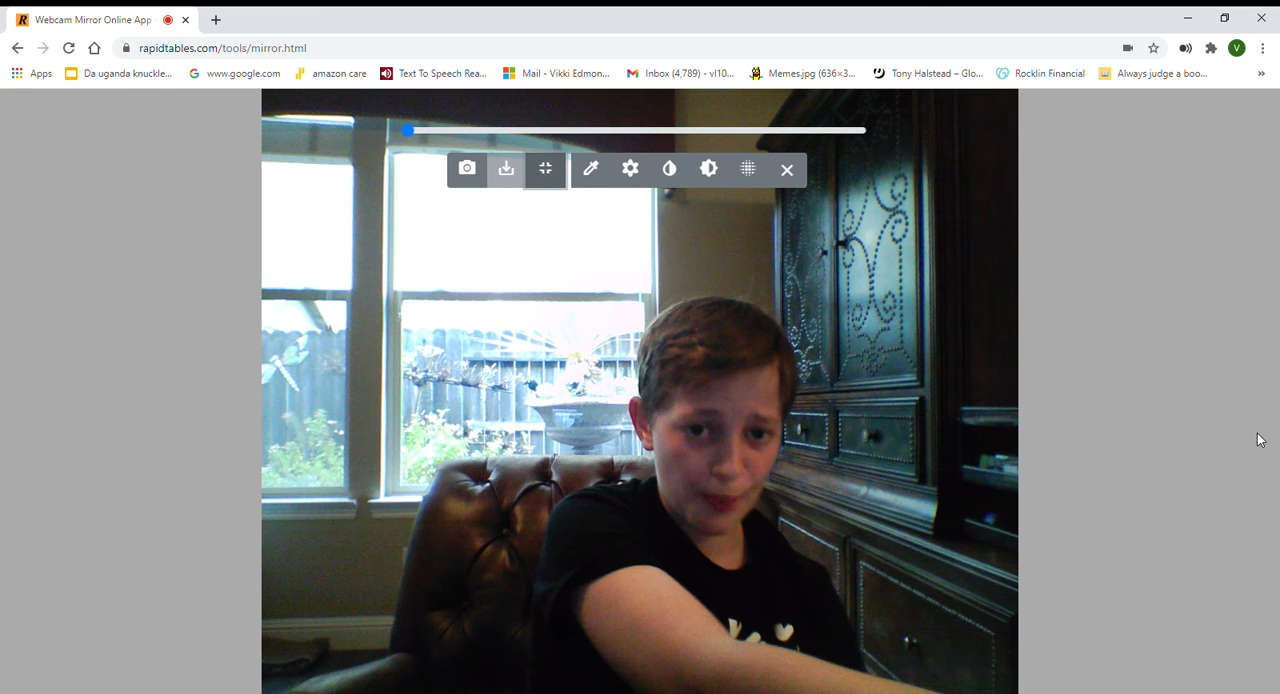 Webcam Mirror Online App
rapidtables.com/tools/mirror.html
V
Apps
Da uganda knuckle...
www.google.com
amazon care
Text To Speech Rea...
Mail - Vikki Edmon...
Inbox (4,789) - vl10...
Memes.jpg (636×3...
Tony Halstead – Glo...
Rocklin Financial
Always judge a boo...